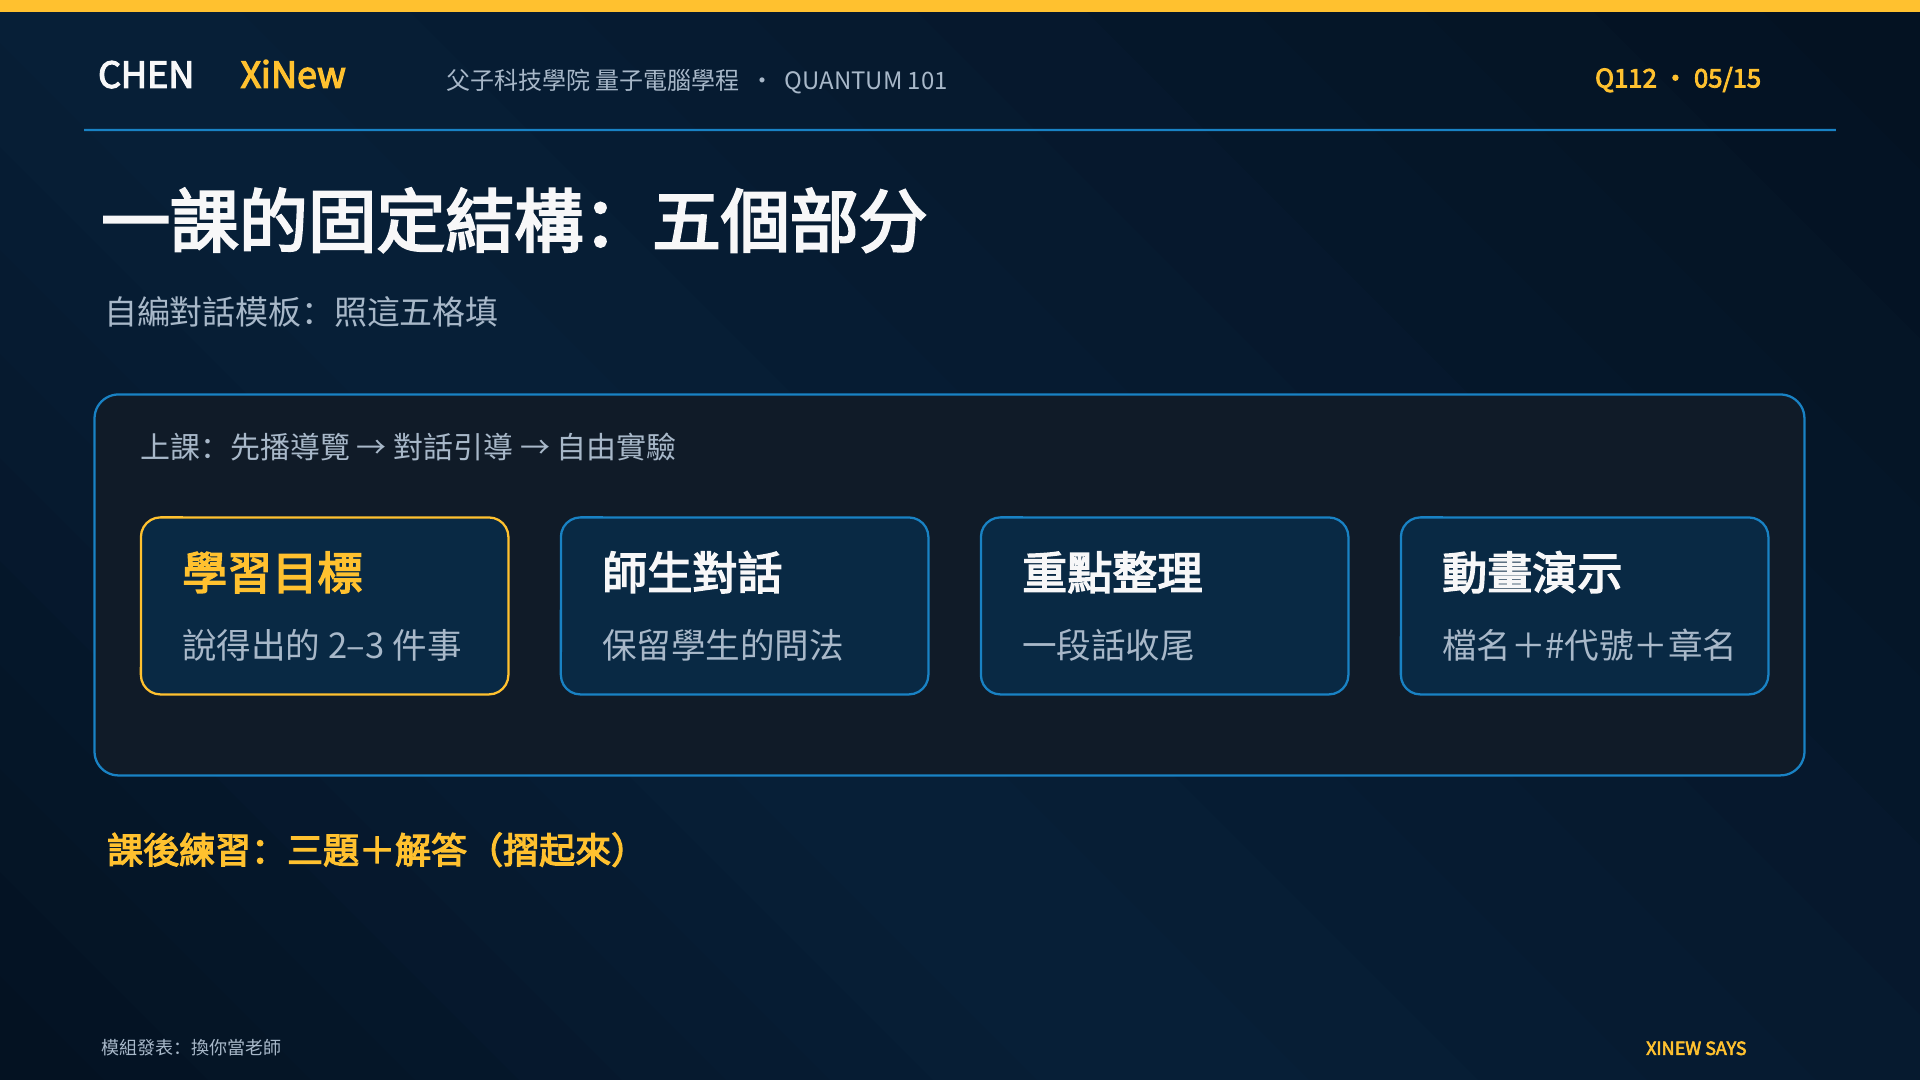 CHEN XiNew 父子科技學院 量子電腦學程 · QUANTUM 101 Q112 · 05/15
一課的固定結構：五個部分
自編對話模板：照這五格填
上課：先播導覽→對話引導→自由實驗
學習目標
說得出的 2–3 件事
師生對話
保留學生的問法
重點整理
一段話收尾
動畫演示
檔名＋#代號＋章名
課後練習：三題＋解答（摺起來）
模組發表：換你當老師 XINEW SAYS